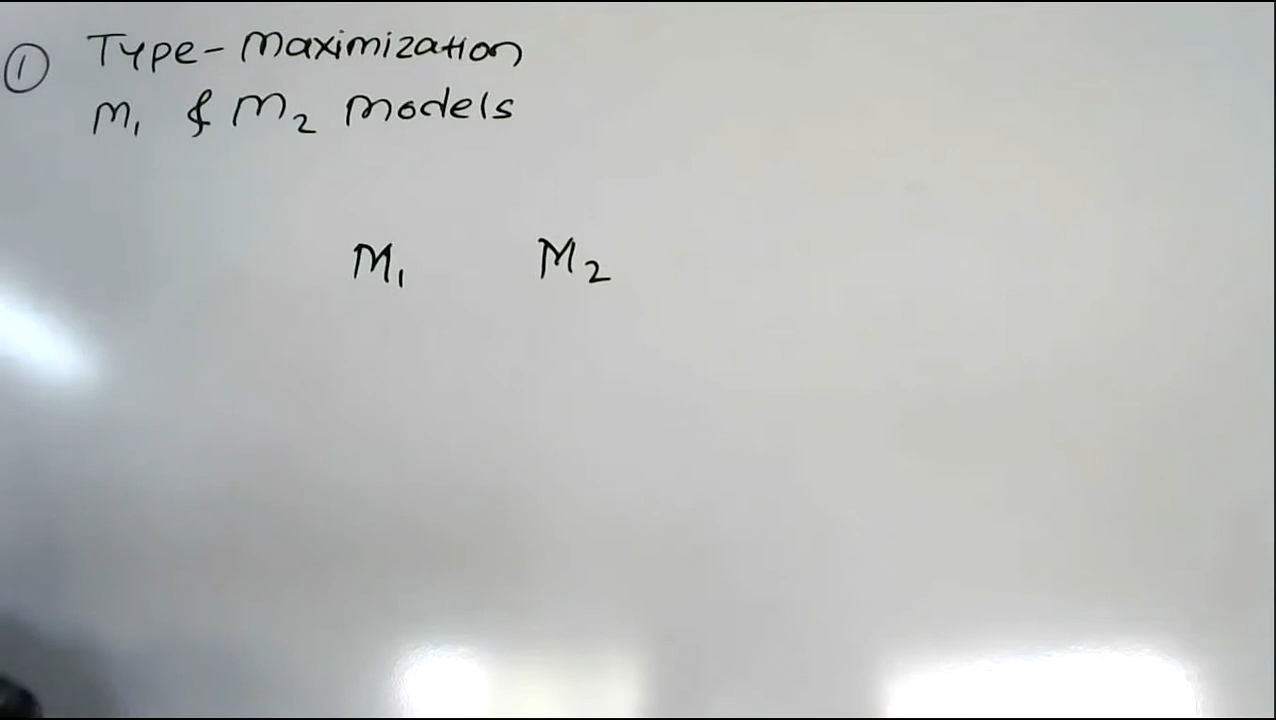 ① Type - Maximization
M₁ & M₂ Models
M₁ M₂